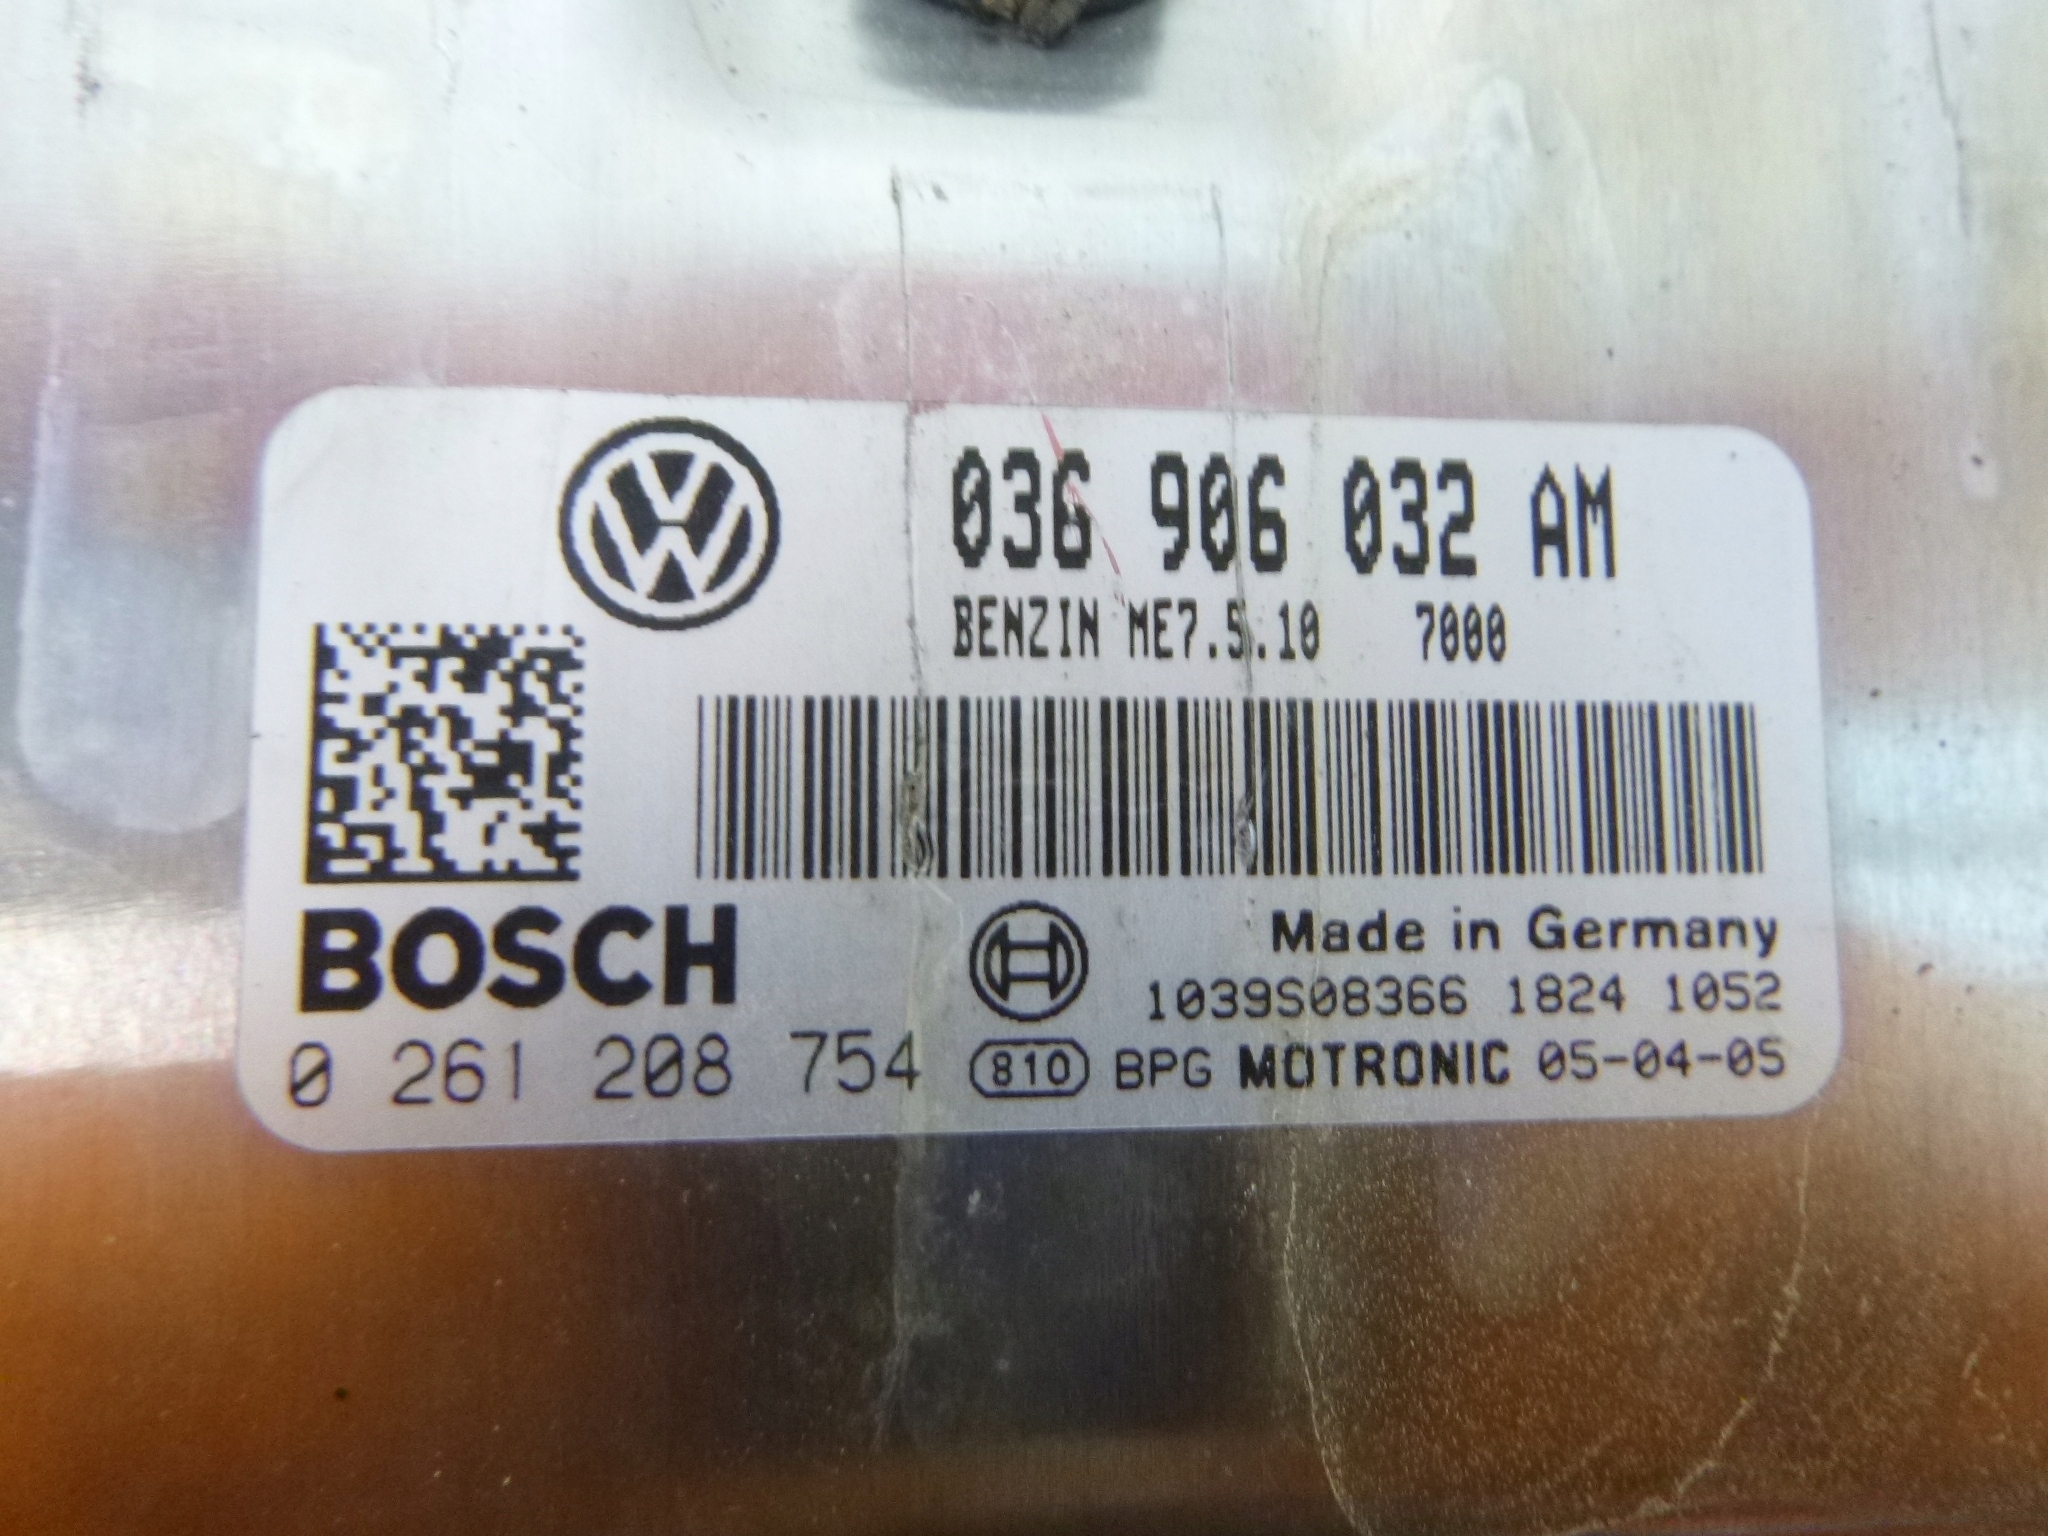 036 906 032 AM
BENZIN ME7.5.10 7000
BOSCH
Made in Germany
1039S08366 1824 1052
0 261 208 754
810 BPG MOTRONIC 05-04-05